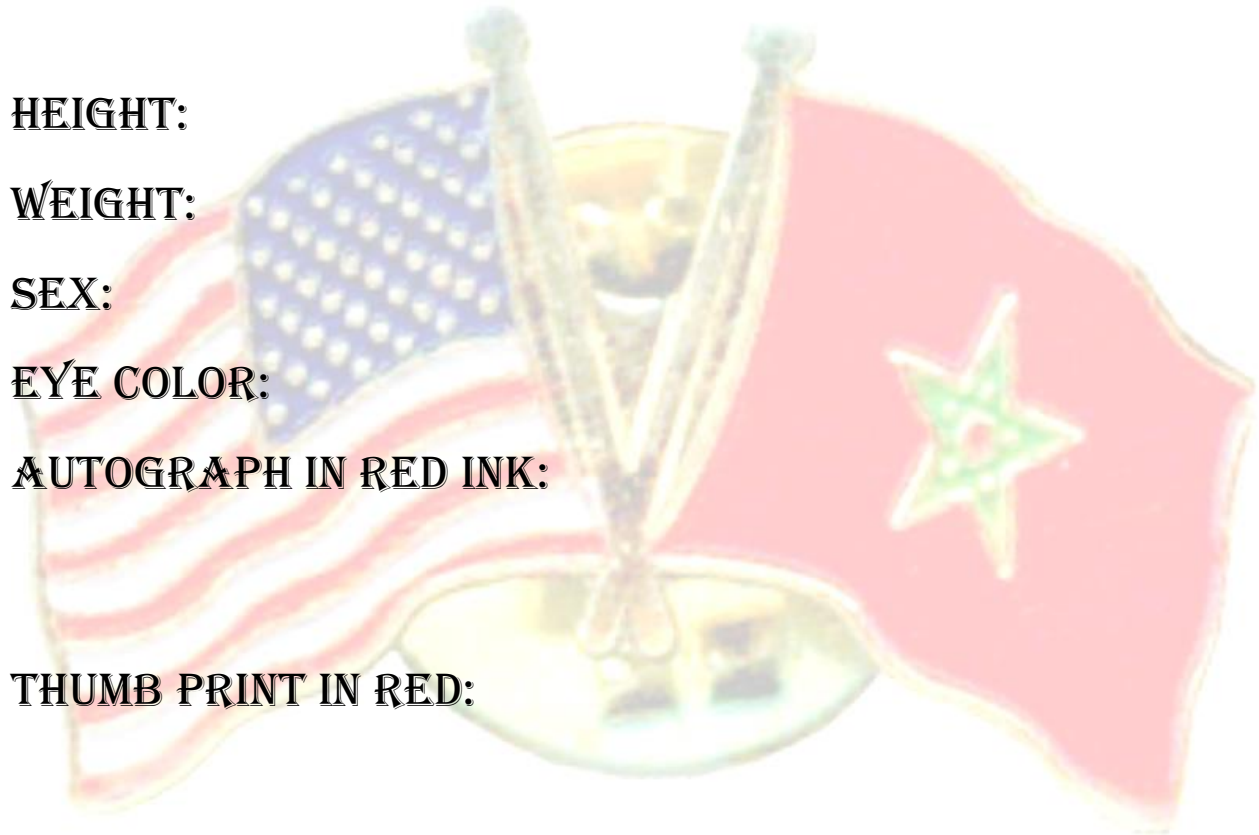 HEIGHT:
WEIGHT:
SEX:
EYE COLOR:
AUTOGRAPH IN RED INK:
THUMB PRINT IN RED: